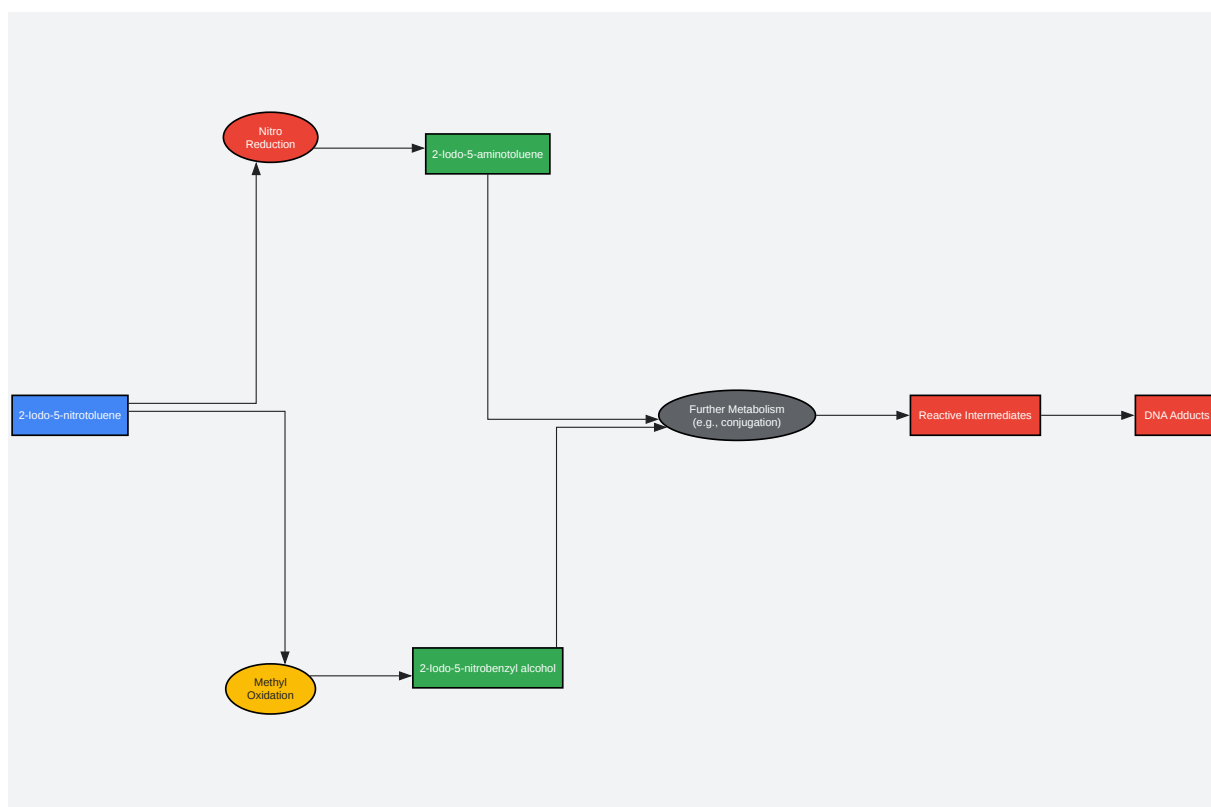 Nitro
Reduction
2-Iodo-5-aminotoluene
2-Iodo-5-nitrotoluene
Further Metabolism
(e.g., conjugation)
Reactive Intermediates
DNA Adducts
2-Iodo-5-nitrobenzyl alcohol
Methyl
Oxidation